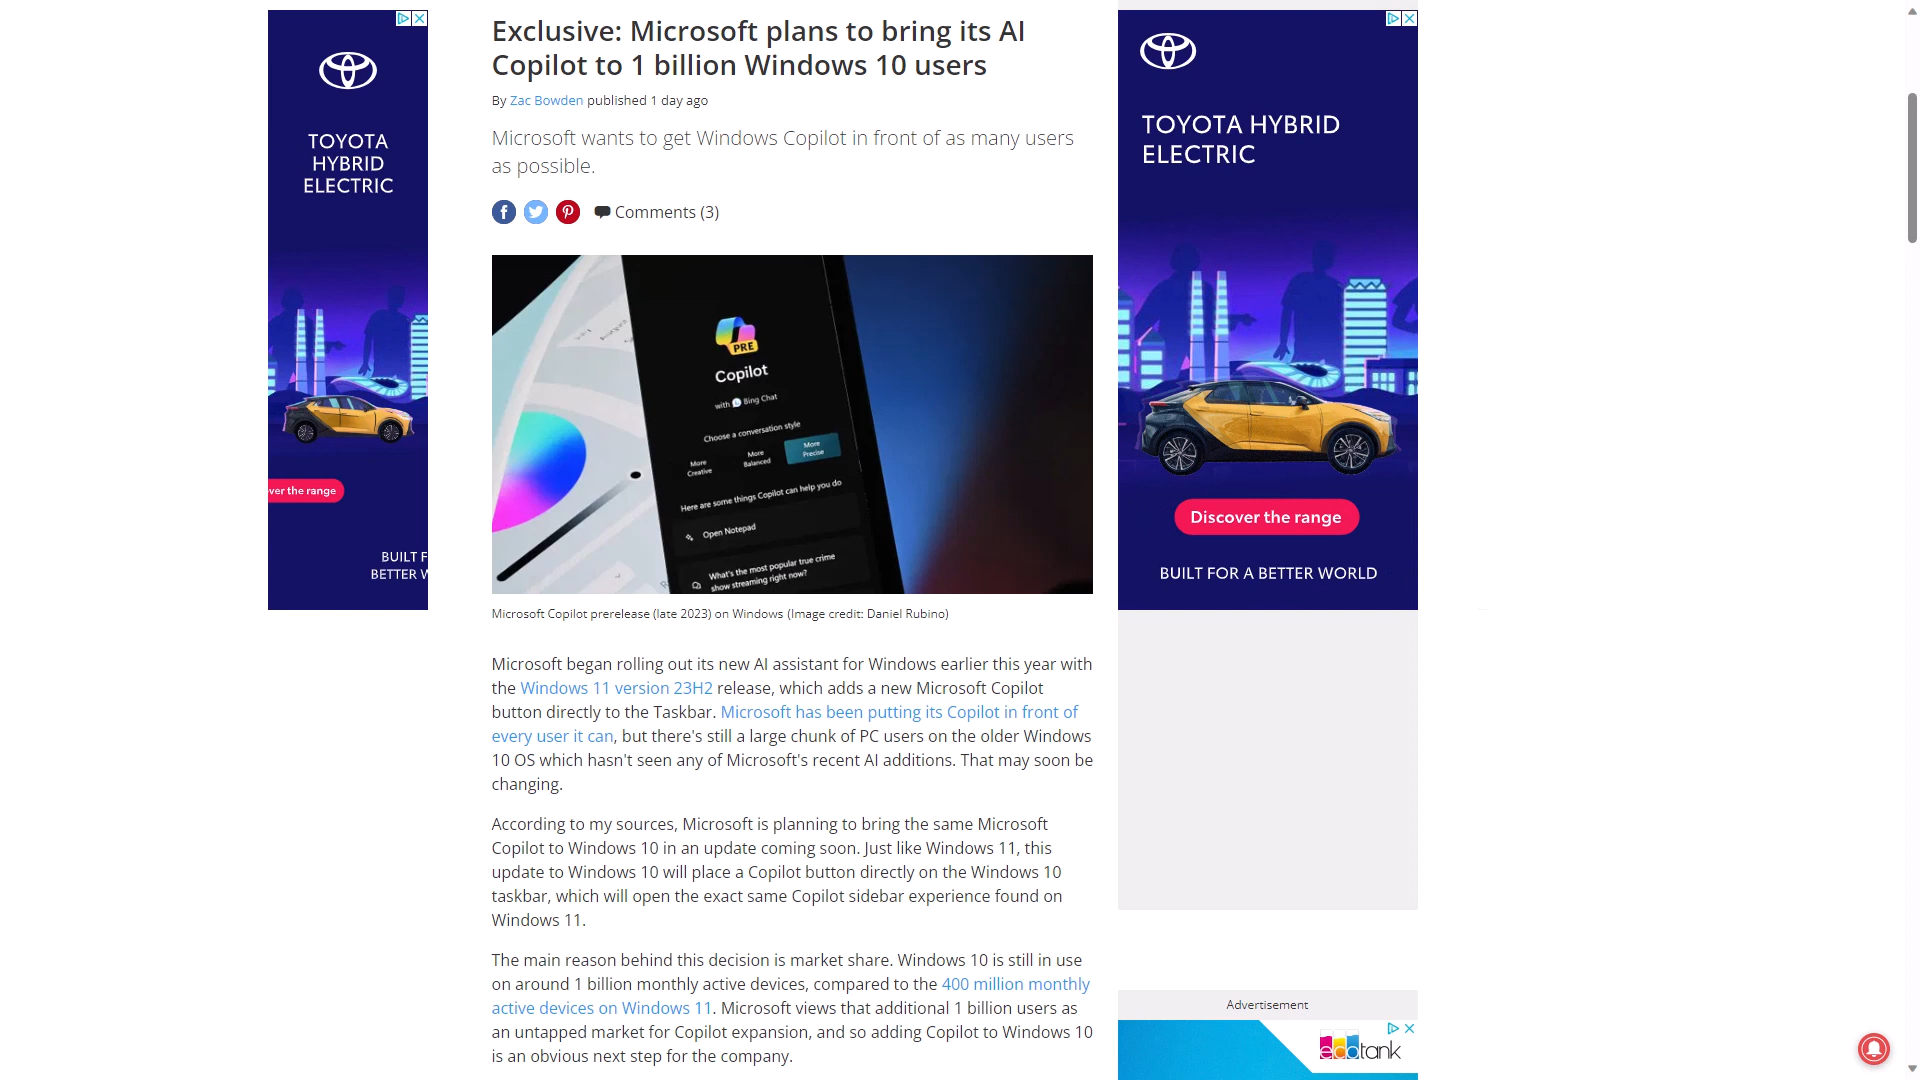 TOYOTA
HYBRID
ELECTRIC
ver the range
BUILT F
BETTER
Exclusive: Microsoft plans to bring its AI
Copilot to 1 billion Windows 10 users
By Zac Bowden published 1 day ago
Microsoft wants to get Windows Copilot in front of as many users
as possible.
Comments (3)
PRE
Copilot
with Bing Chat
Choose a conversation style
More Creative
More Balanced
More Precise
Here are some things Copilot can help you do
Open Notepad
What's the most popular true crime
show streaming right now?
Microsoft Copilot prerelease (late 2023) on Windows (Image credit: Daniel Rubino)
Microsoft began rolling out its new AI assistant for Windows earlier this year with
the Windows 11 version 23H2 release, which adds a new Microsoft Copilot
button directly to the Taskbar. Microsoft has been putting its Copilot in front of
every user it can, but there's still a large chunk of PC users on the older Windows
10 OS which hasn't seen any of Microsoft's recent AI additions. That may soon be
changing.
According to my sources, Microsoft is planning to bring the same Microsoft
Copilot to Windows 10 in an update coming soon. Just like Windows 11, this
update to Windows 10 will place a Copilot button directly on the Windows 10
taskbar, which will open the exact same Copilot sidebar experience found on
Windows 11.
The main reason behind this decision is market share. Windows 10 is still in use
on around 1 billion monthly active devices, compared to the 400 million monthly
active devices on Windows 11. Microsoft views that additional 1 billion users as
an untapped market for Copilot expansion, and so adding Copilot to Windows 10
is an obvious next step for the company.
TOYOTA HYBRID
ELECTRIC
Discover the range
BUILT FOR A BETTER WORLD
Advertisement
ecotank